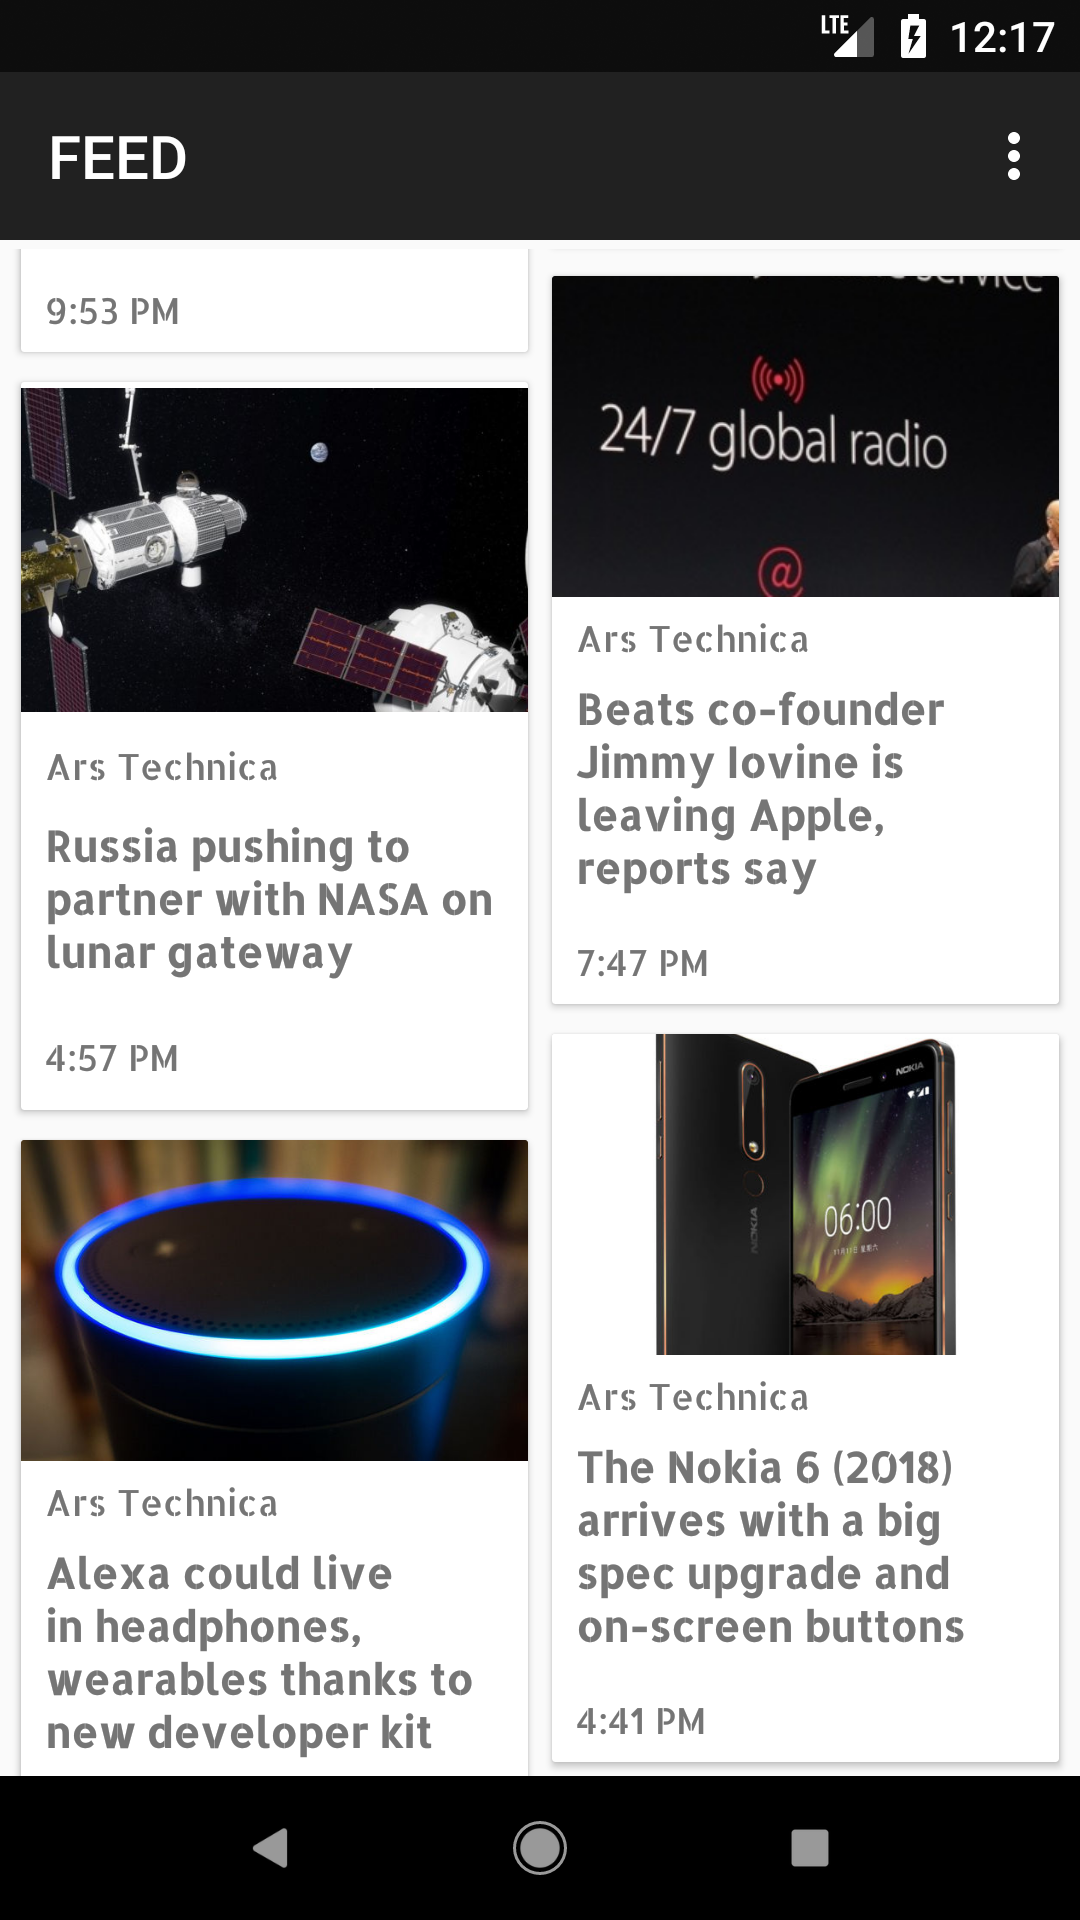 LTE 12:17
FEED
9:53 PM
Ars Technica
Russia pushing to
partner with NASA on
lunar gateway
4:57 PM
Ars Technica
Alexa could live
in headphones,
wearables thanks to
new developer kit
service
24/7 global radio
@
Ars Technica
Beats co-founder
Jimmy Iovine is
leaving Apple,
reports say
7:47 PM
NOKIA
NOKIA
06:00
Ars Technica
The Nokia 6 (2018)
arrives with a big
spec upgrade and
on-screen buttons
4:41 PM